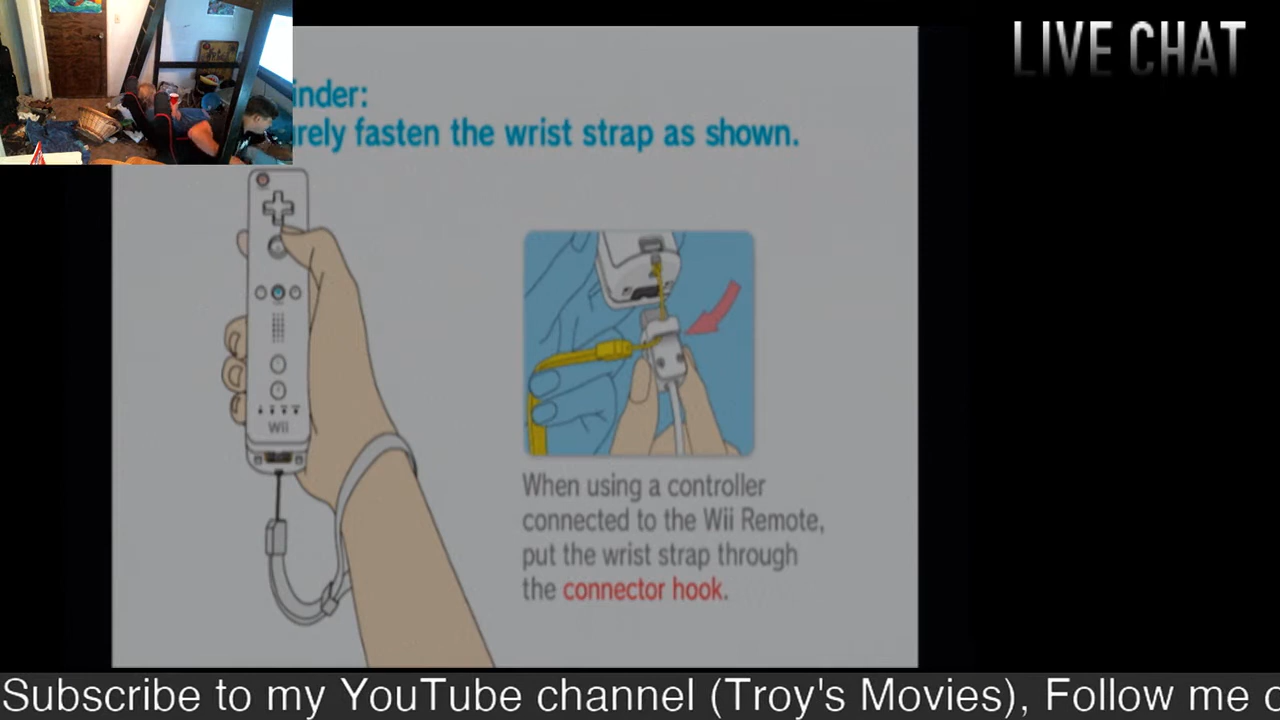 LIVE CHAT
inder:
rely fasten the wrist strap as shown.
Wii
When using a controller
connected to the Wii Remote,
put the wrist strap through
the connector hook.
Subscribe to my YouTube channel (Troy's Movies), Follow me o